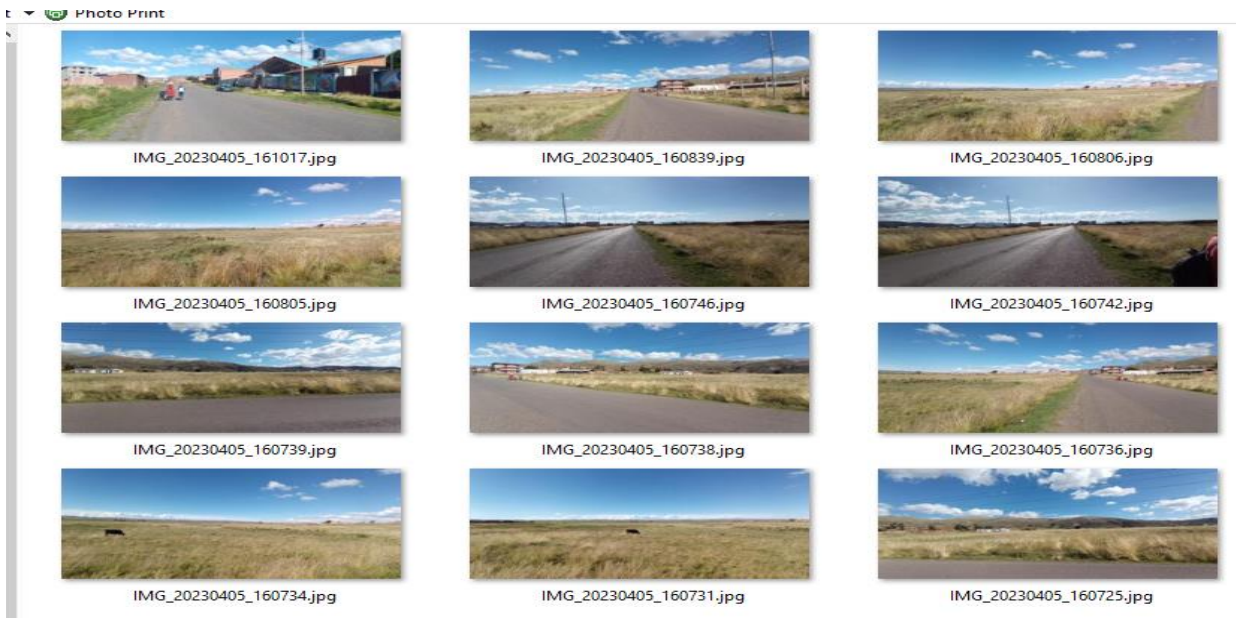 Photo Print
IMG_20230405_161017.jpg
IMG_20230405_160839.jpg
IMG_20230405_160806.jpg
IMG_20230405_160805.jpg
IMG_20230405_160746.jpg
IMG_20230405_160742.jpg
IMG_20230405_160739.jpg
IMG_20230405_160738.jpg
IMG_20230405_160736.jpg
IMG_20230405_160734.jpg
IMG_20230405_160731.jpg
IMG_20230405_160725.jpg